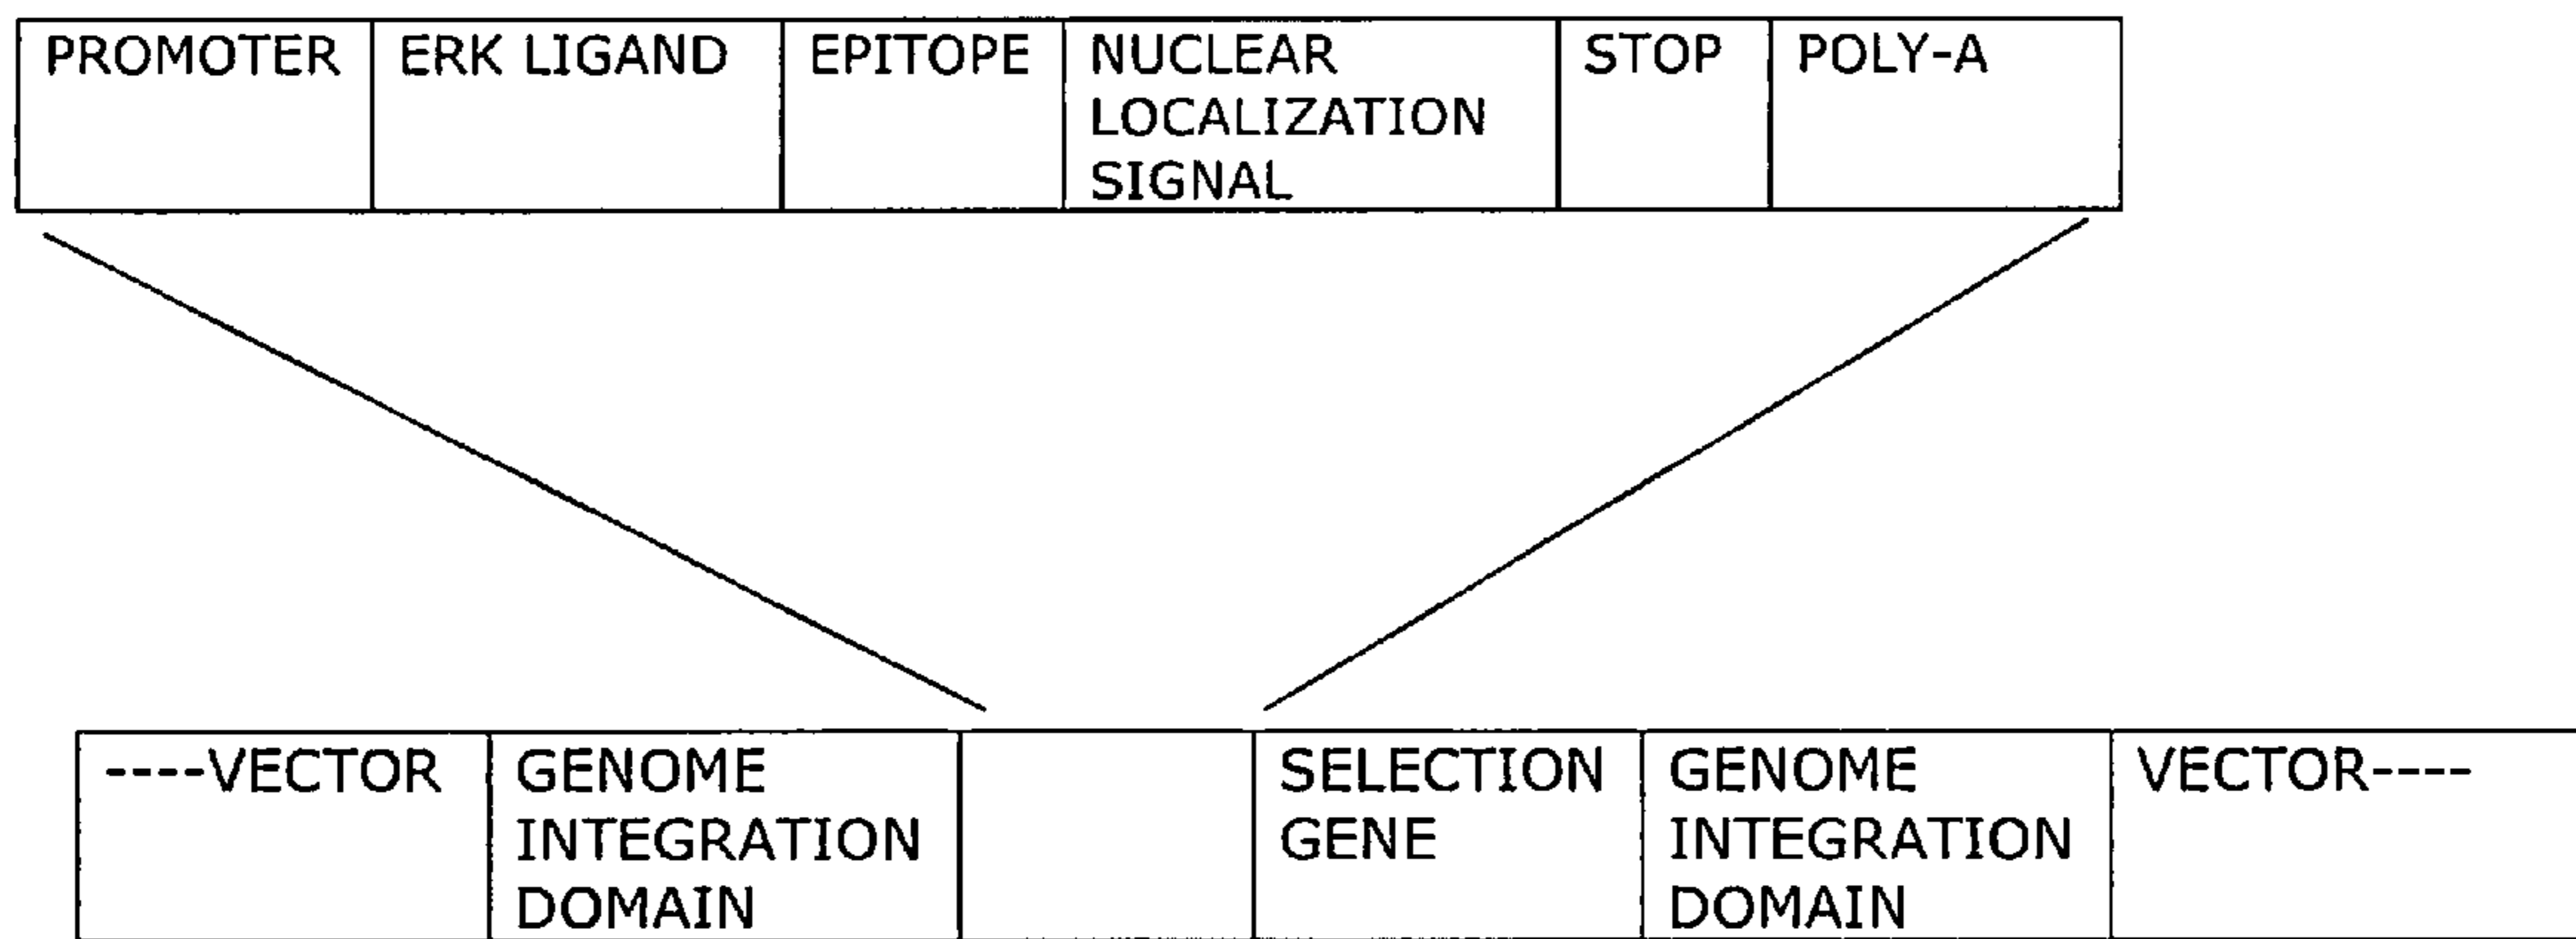 PROMOTER ERK LIGAND EPITOPE NUCLEAR STOP POLY-A
LOCALIZATION
SIGNAL
----VECTOR GENOME SELECTION GENOME VECTOR----
INTEGRATION GENE INTEGRATION
DOMAIN DOMAIN